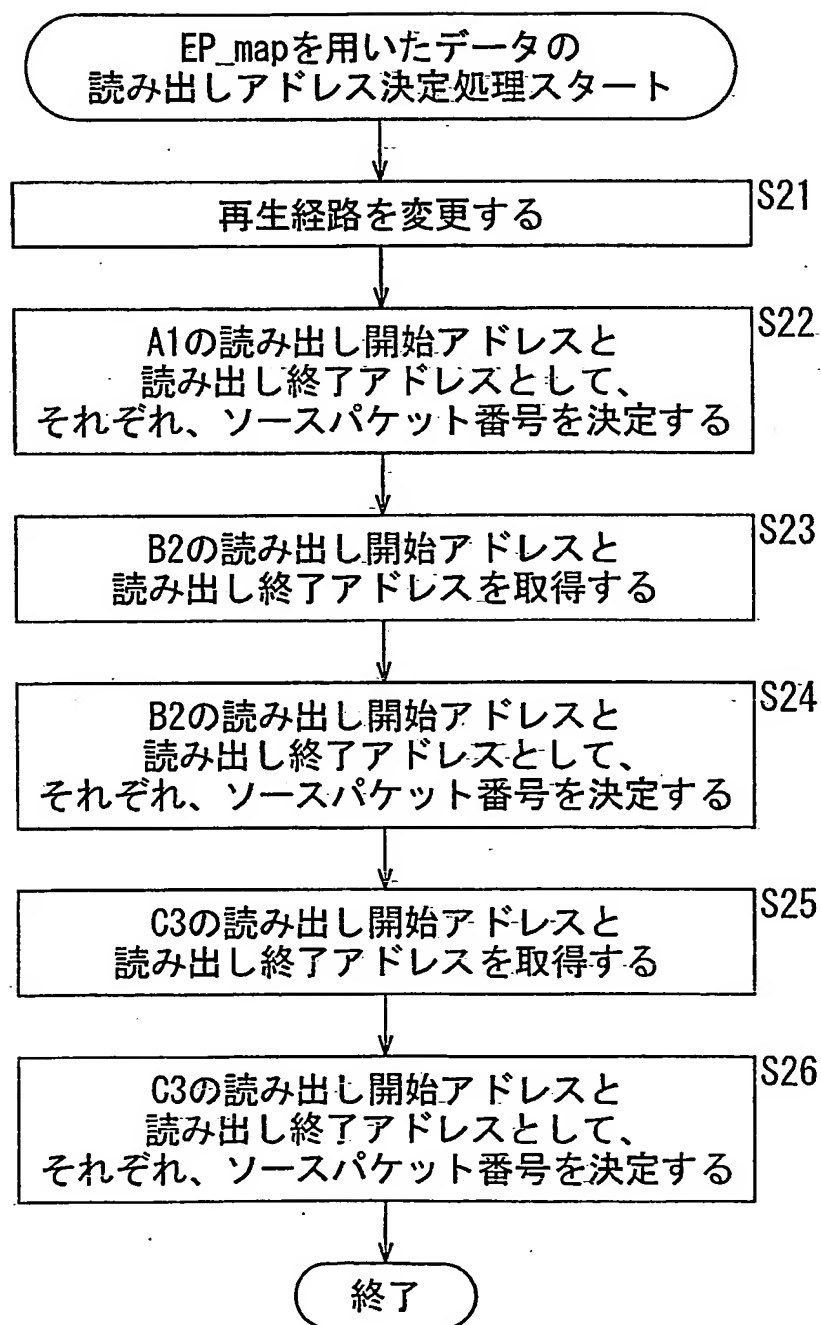 EP_mapを用いたデータの
読み出しアドレス決定処理スタート
再生経路を変更する
S21
A1の読み出し開始アドレスと
読み出し終了アドレスとして、
それぞれ、ソースパケット番号を決定する
S22
B2の読み出し開始アドレスと
読み出し終了アドレスを取得する
S23
B2の読み出し開始アドレスと
読み出し終了アドレスとして、
それぞれ、ソースパケット番号を決定する
S24
C3の読み出し開始アドレスと
読み出し終了アドレスを取得する
S25
C3の読み出し開始アドレスと
読み出し終了アドレスとして、
それぞれ、ソースパケット番号を決定する
S26
終了